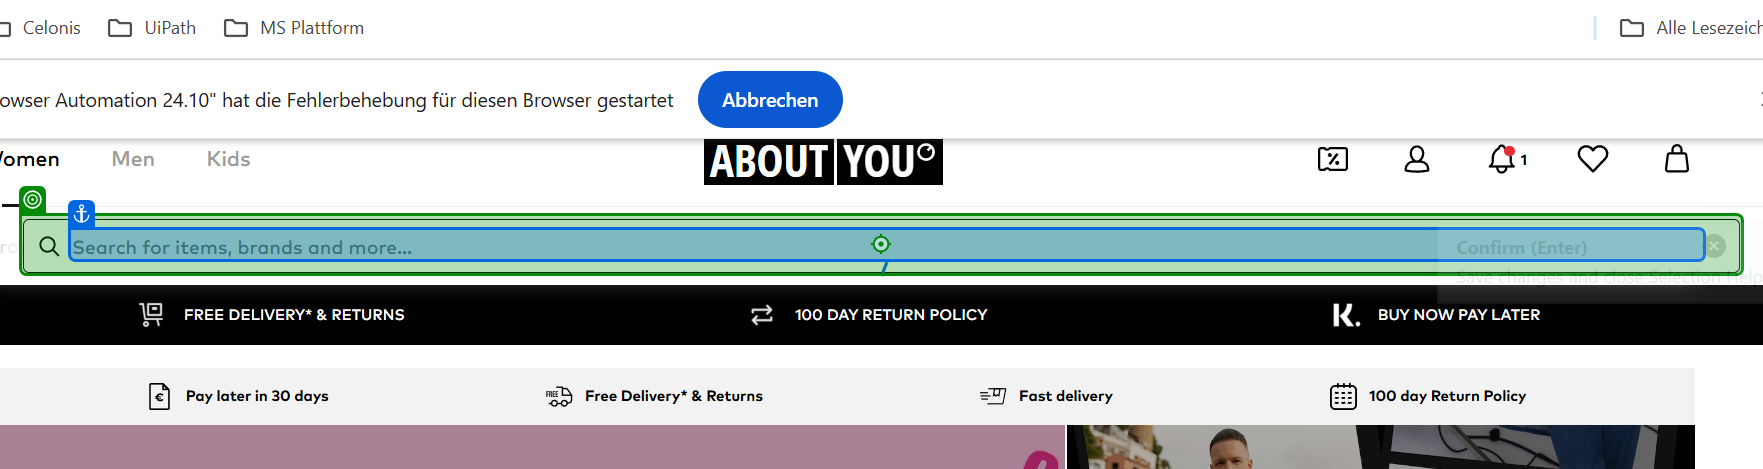 Celonis UiPath MS Plattform Alle Lesezeich
owser Automation 24.10" hat die Fehlerbehebung für diesen Browser gestartet Abbrechen
Women Men Kids ABOUT YOU 1
Search for items, brands and more... Confirm (Enter)
Save changes and close Selection Help
FREE DELIVERY* & RETURNS 100 DAY RETURN POLICY K. BUY NOW PAY LATER
€ Pay later in 30 days FREE Free Delivery* & Returns Fast delivery 100 day Return Policy